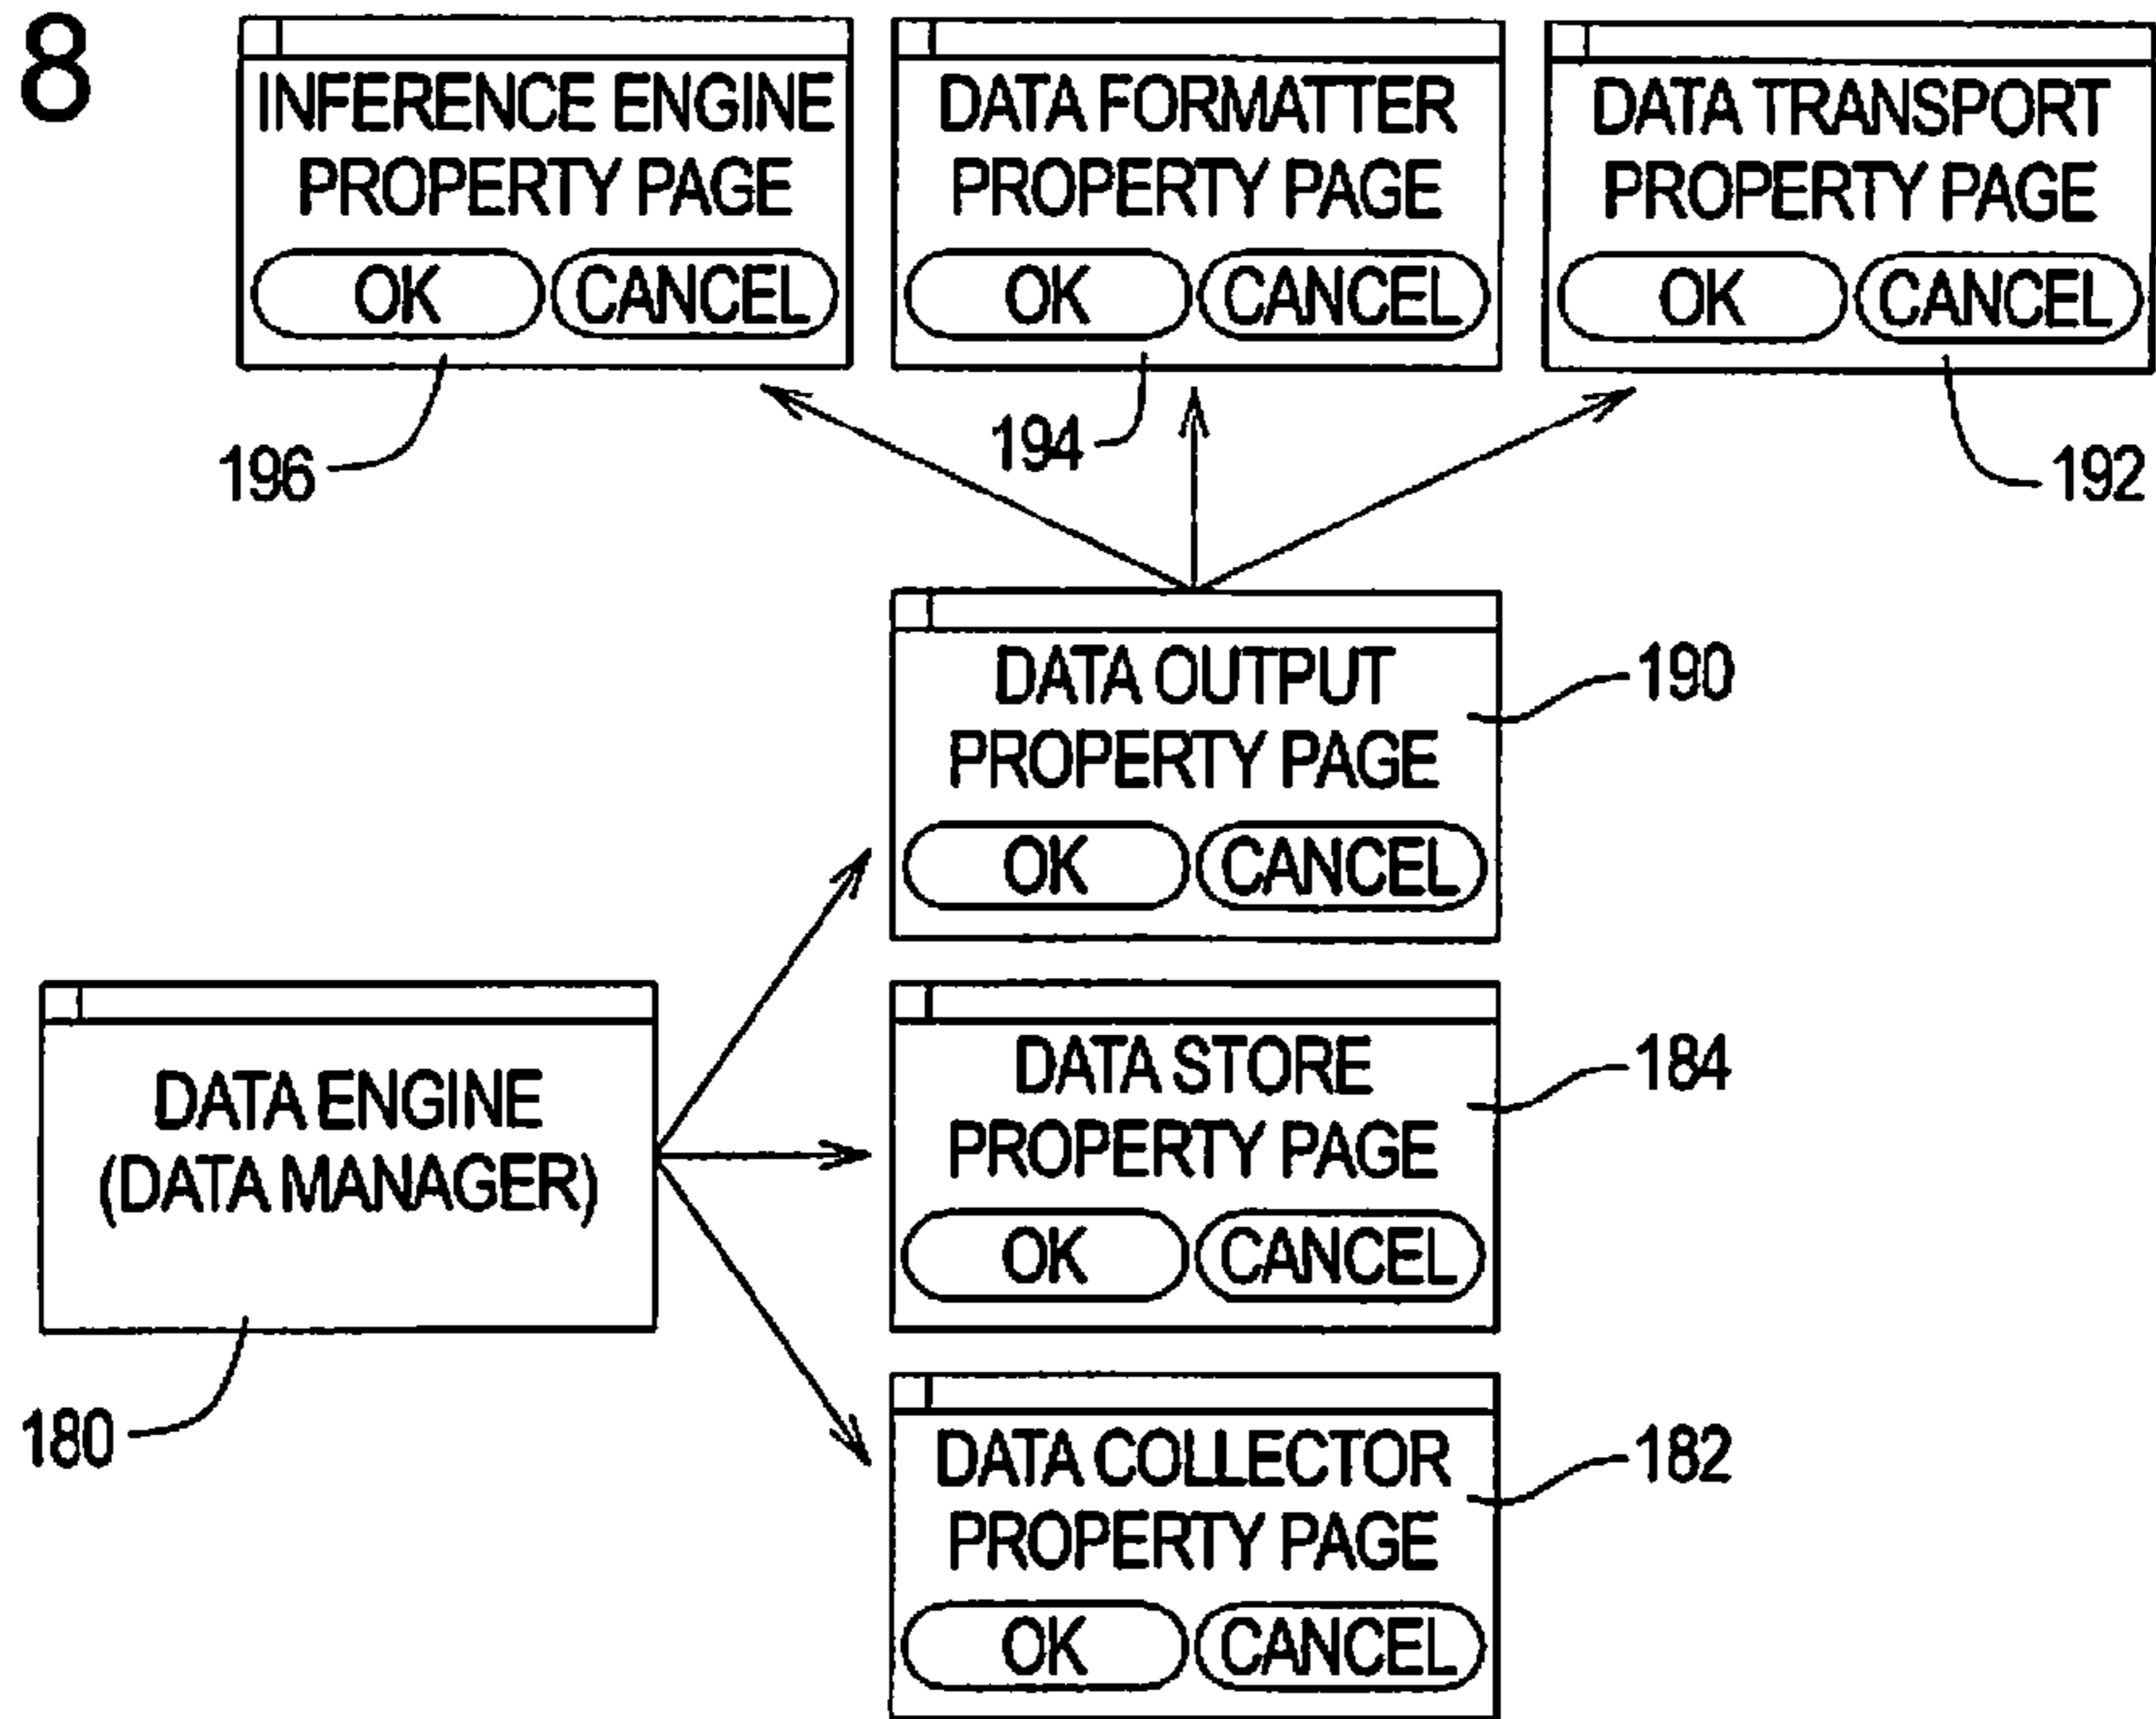 8
INFERENCE ENGINE
PROPERTY PAGE
OK CANCEL
196
DATA FORMATTER
PROPERTY PAGE
OK CANCEL
194
DATA TRANSPORT
PROPERTY PAGE
OK CANCEL
192
DATA OUTPUT
PROPERTY PAGE
OK CANCEL
190
DATA ENGINE
(DATA MANAGER)
180
DATA STORE
PROPERTY PAGE
OK CANCEL
184
DATA COLLECTOR
PROPERTY PAGE
OK CANCEL
182